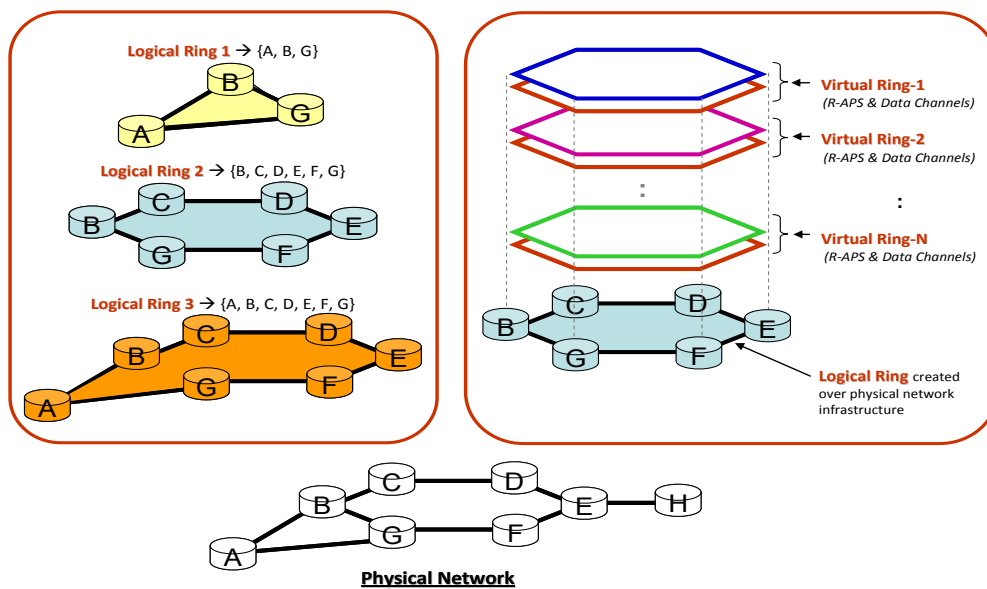 Logical Ring 1 → {A, B, G}
B
G
A
Logical Ring 2 → {B, C, D, E, F, G}
C
D
B
E
G
F
Logical Ring 3 → {A, B, C, D, E, F, G}
C
D
B
E
G
F
A
Virtual Ring-1
(R-APS & Data Channels)
Virtual Ring-2
(R-APS & Data Channels)
:
:
Virtual Ring-N
(R-APS & Data Channels)
C
D
B
E
G
F
Logical Ring created
over physical network
infrastructure
C
D
B
E
H
G
F
A
Physical Network